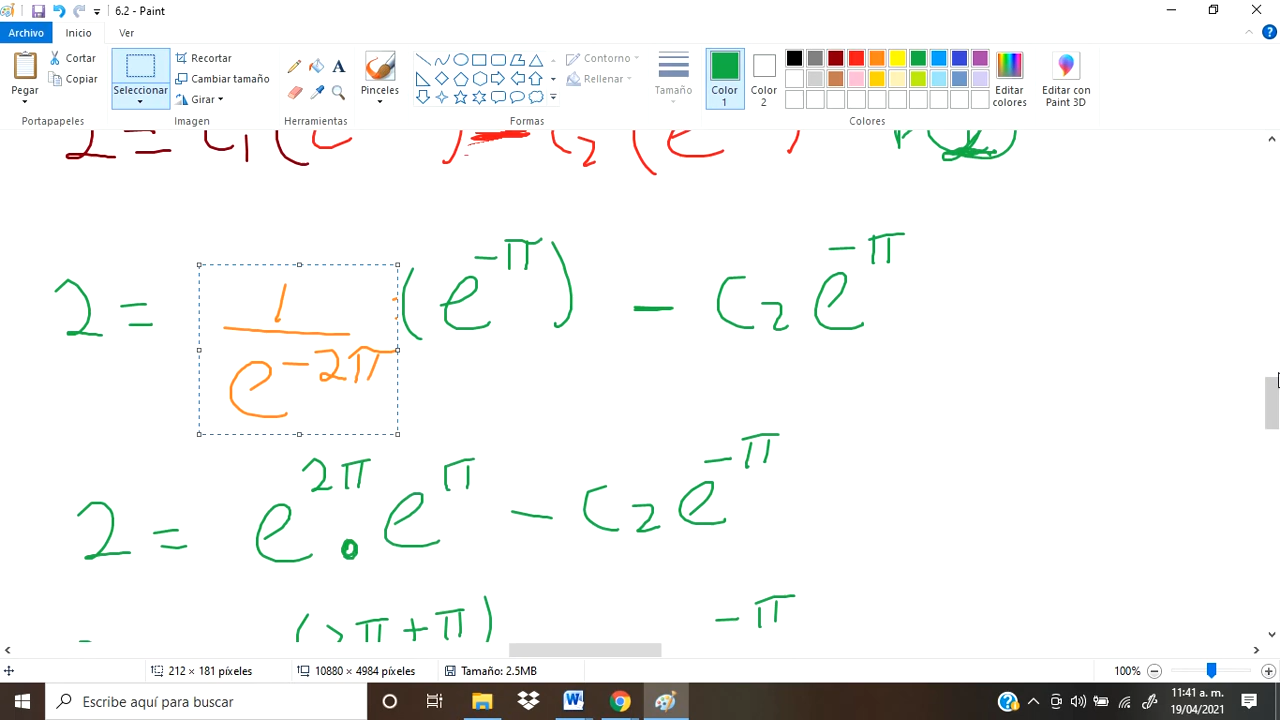 6.2 - Paint
Archivo Inicio Ver
Pegar
Cortar
Copiar
Portapapeles
Seleccionar
Recortar
Cambiar tamaño
Girar
Imagen
A
Herramientas
Pinceles
Contorno
Rellenar
Formas
Tamaño
Color 1
Color 2
Editar colores
Editar con Paint 3D
Colores
2 = 1/e^-2π · (e^-π) - C2 e^-π
2 = e^2π · e^π - C2 e^-π
(2π + π) -π
212 × 181 píxeles 10880 × 4984 píxeles Tamaño: 2.5MB 100%
Escribe aquí para buscar
11:41 a. m.
19/04/2021